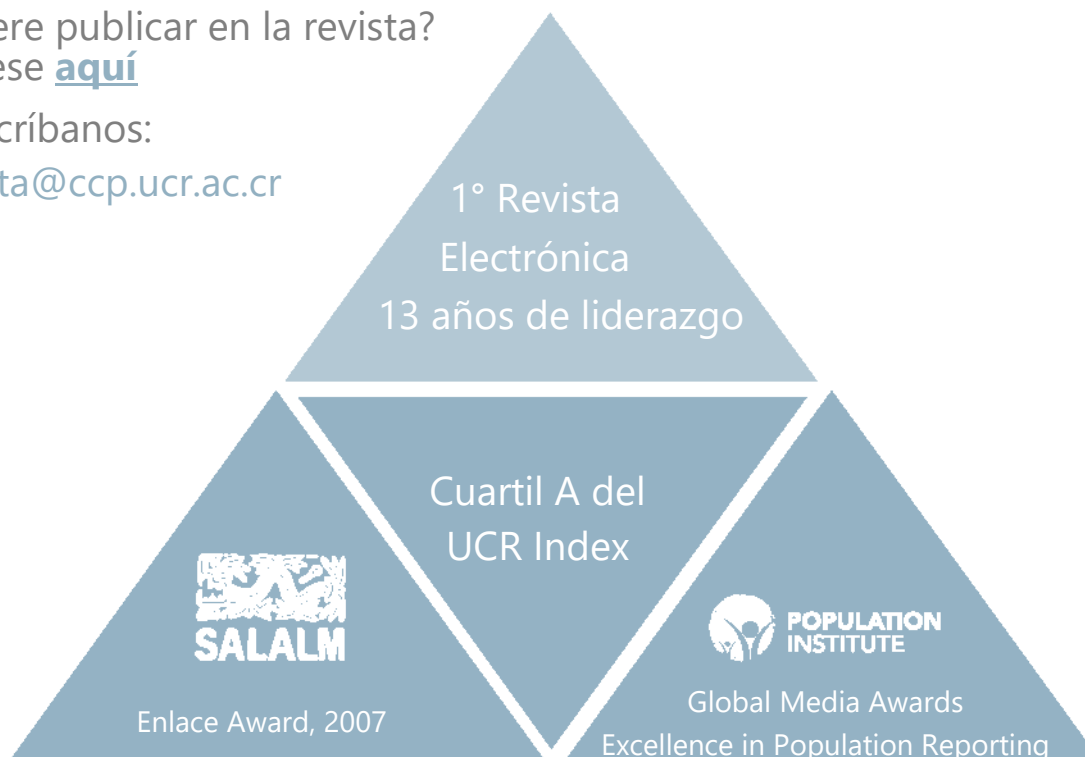 ere publicar en la revista?
ese aquí
críbanos:
ta@ccp.ucr.ac.cr
1° Revista
Electrónica
13 años de liderazgo
Cuartil A del
UCR Index
SALALM
Enlace Award, 2007
POPULATION
INSTITUTE
Global Media Awards
Excellence in Population Reporting